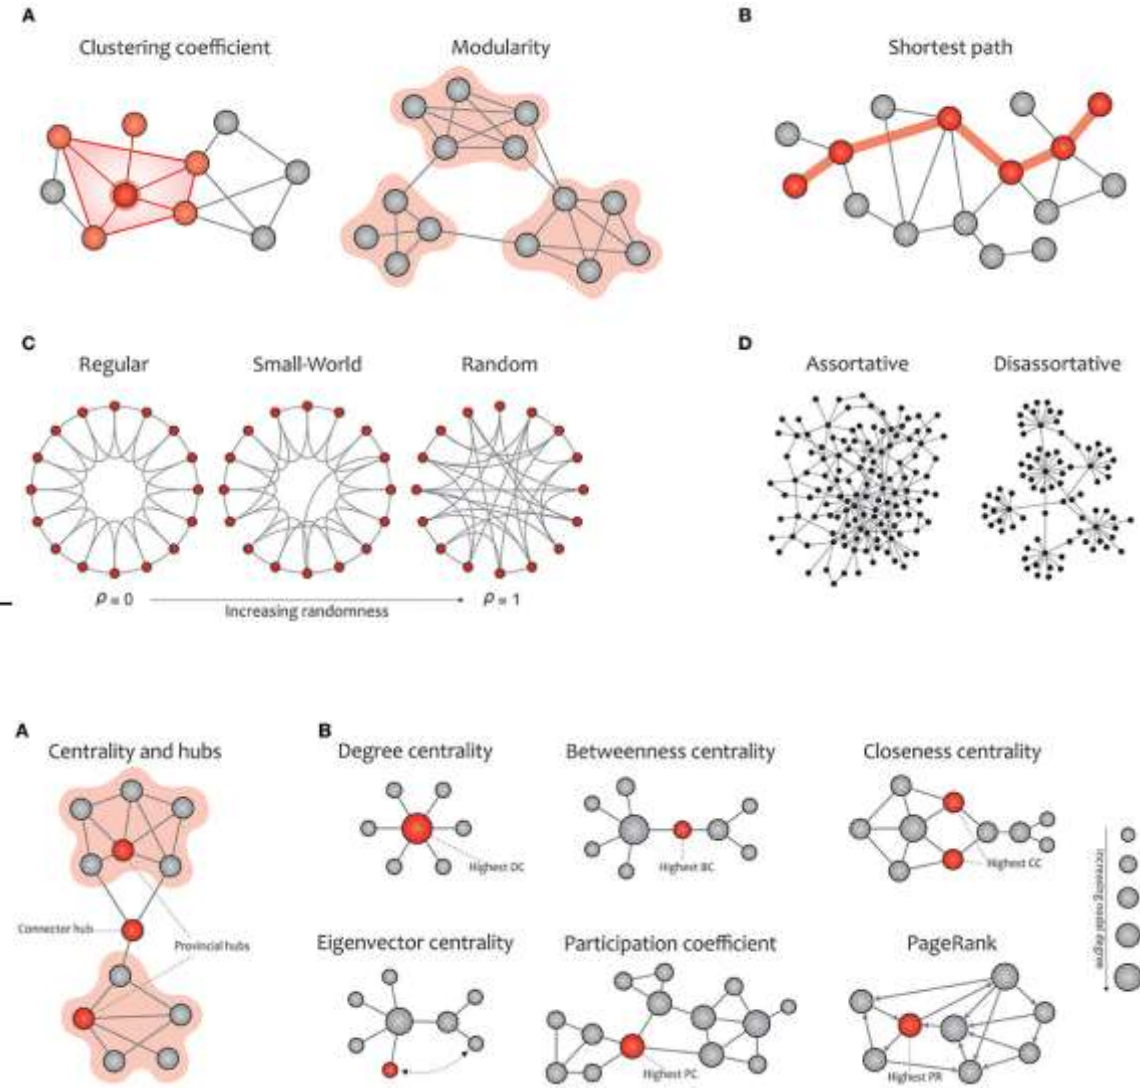 A
B
Clustering coefficient
Modularity
Shortest path
C
D
Regular
Small-World
Random
Assortative
Disassortative
ρ = 0
Increasing randomness
ρ = 1
A
B
Centrality and hubs
Degree centrality
Betweenness centrality
Closeness centrality
Highest DC
Highest BC
Highest CC
Increasing nodal degree
Connector hub
Provincial hubs
Eigenvector centrality
Participation coefficient
PageRank
Highest PC
Highest PR